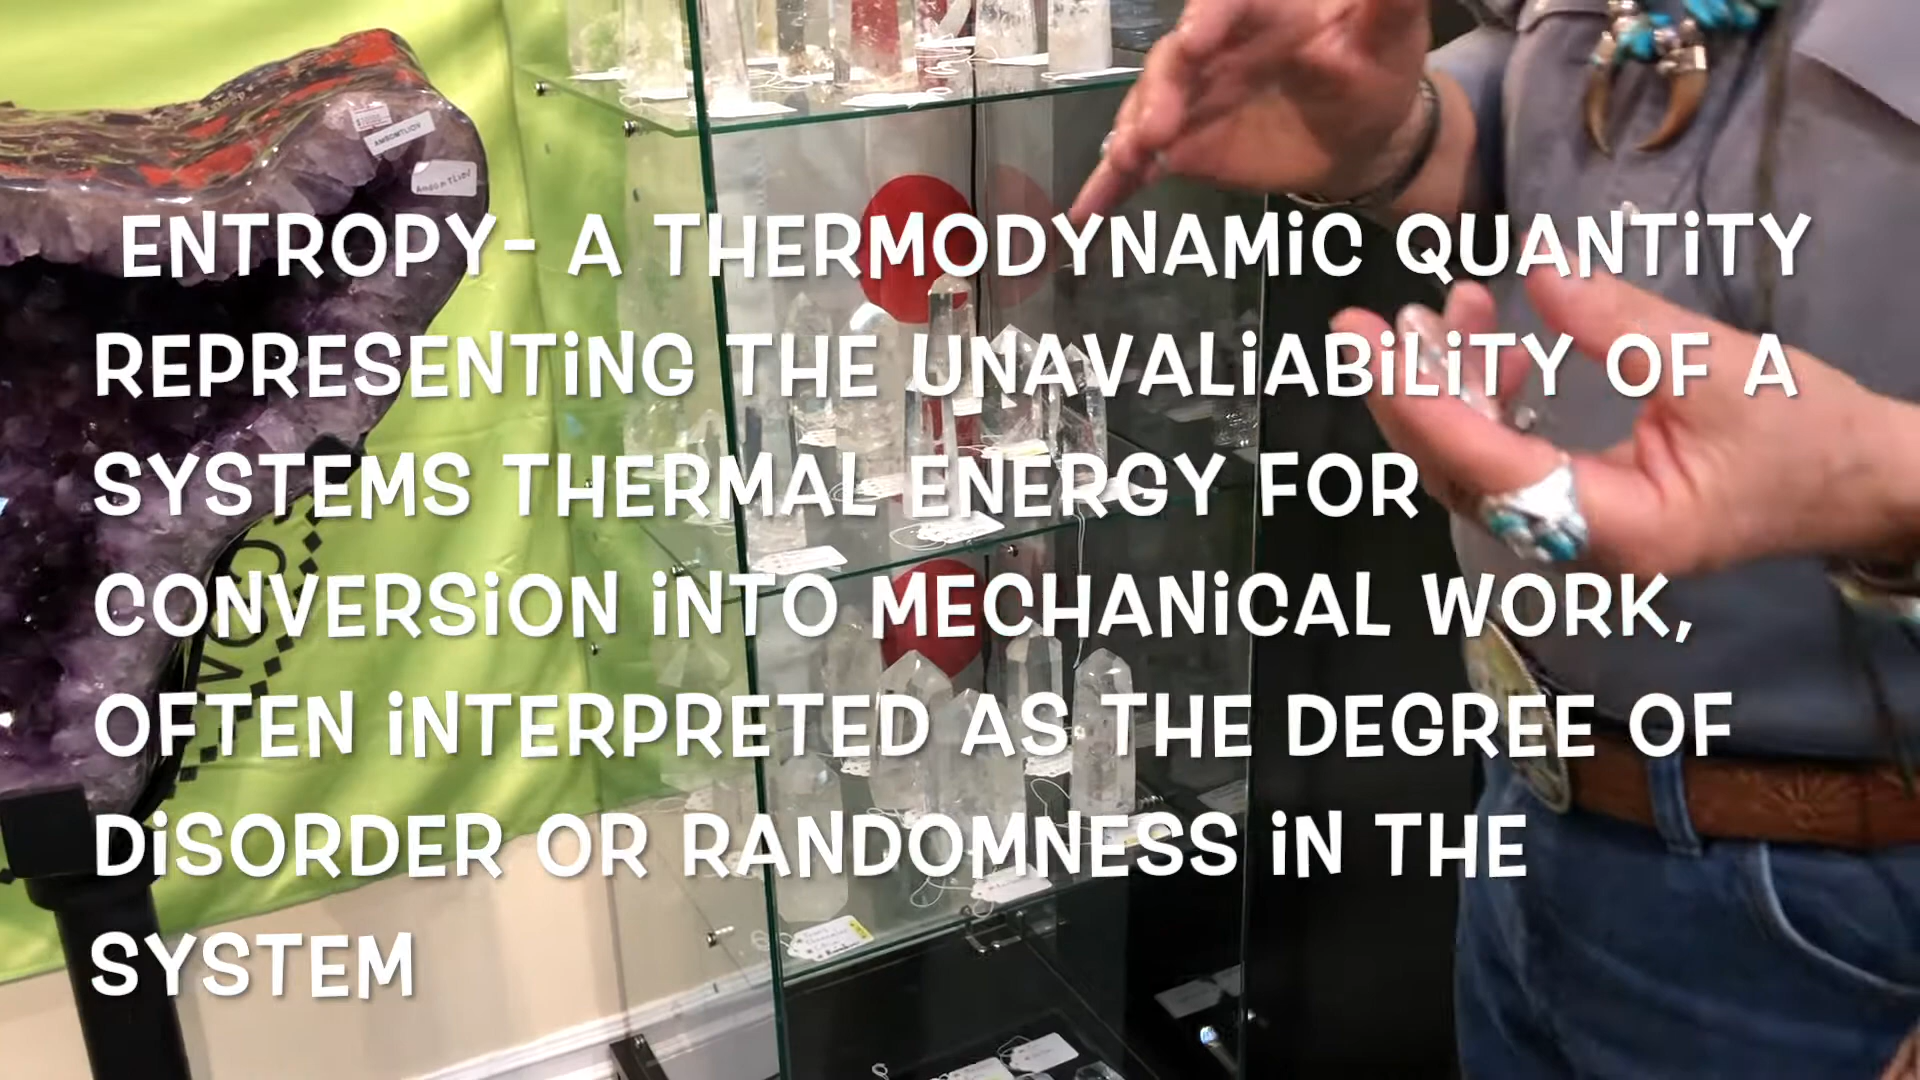 ENTROPY- A THERMODYNAMiC QUANTiTY
REPRESENTiNG THE UNAVALiABiLiTY OF A
SYSTEMS THERMAL ENERGY FOR
CONVERSiON iNTO MECHANiCAL WORK,
OFTEN iNTERPRETED AS THE DEGREE OF
DiSORDER OR RANDOMNESS iN THE
SYSTEM